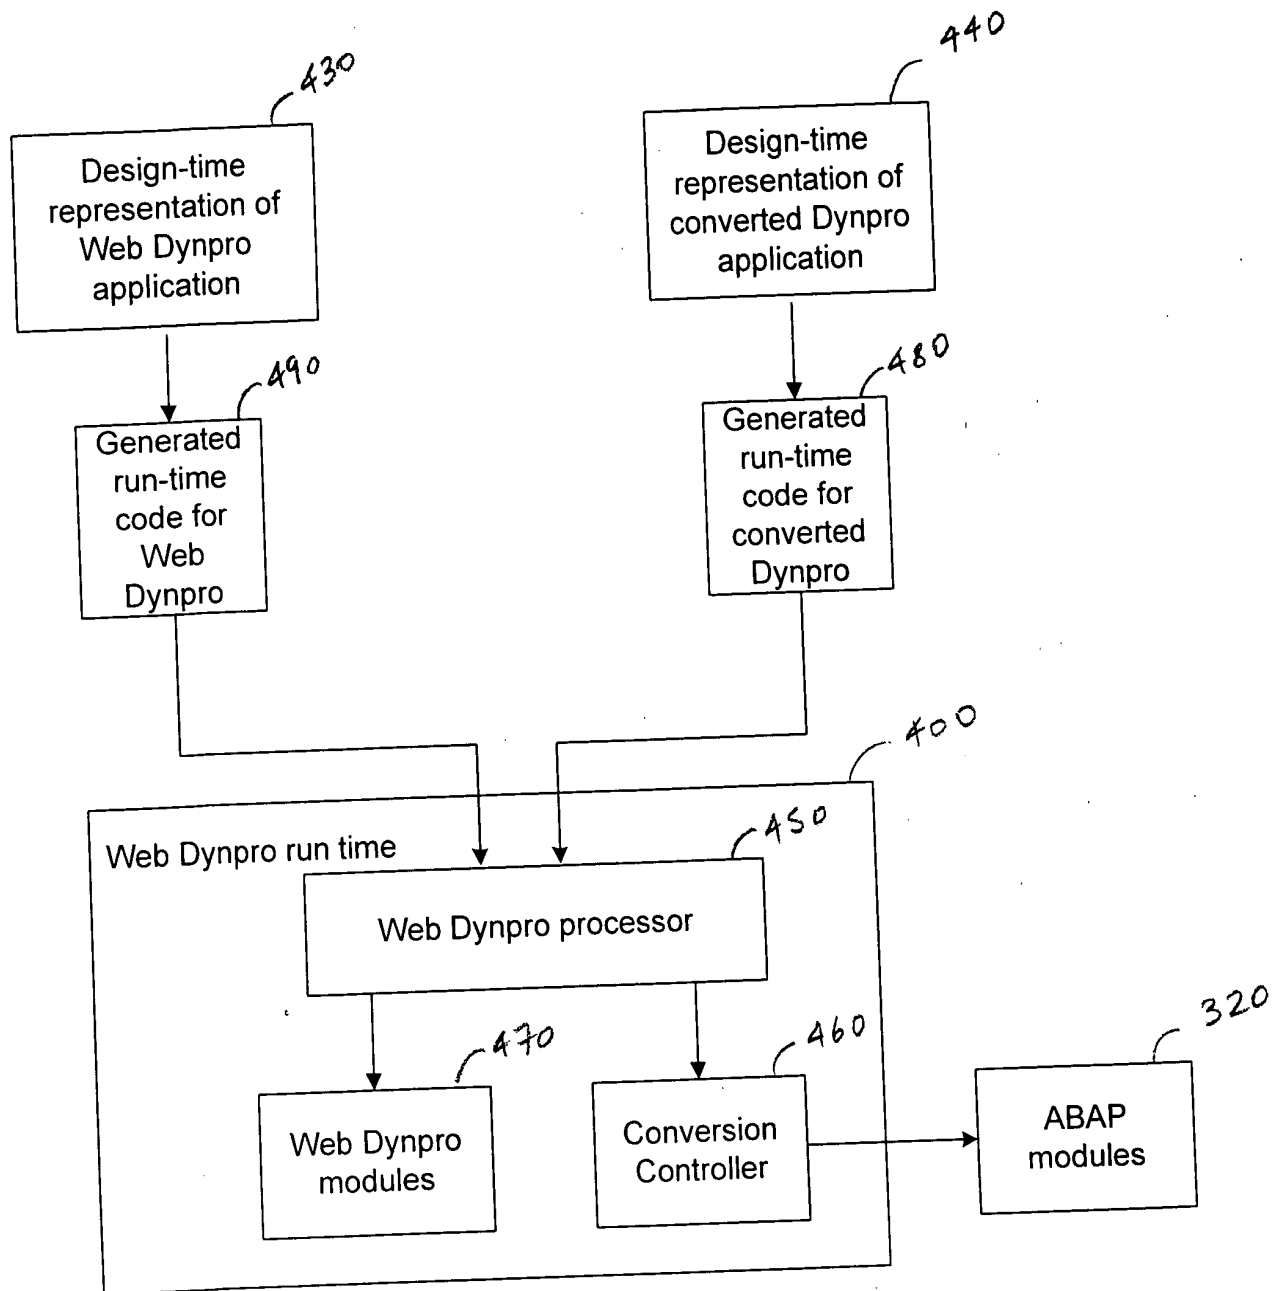 430
440
Design-time
representation of
Web Dynpro
application
Design-time
representation of
converted Dynpro
application
490
480
Generated
run-time
code for
Web
Dynpro
Generated
run-time
code for
converted
Dynpro
400
Web Dynpro run time
450
Web Dynpro processor
470
460
320
Web Dynpro
modules
Conversion
Controller
ABAP
modules